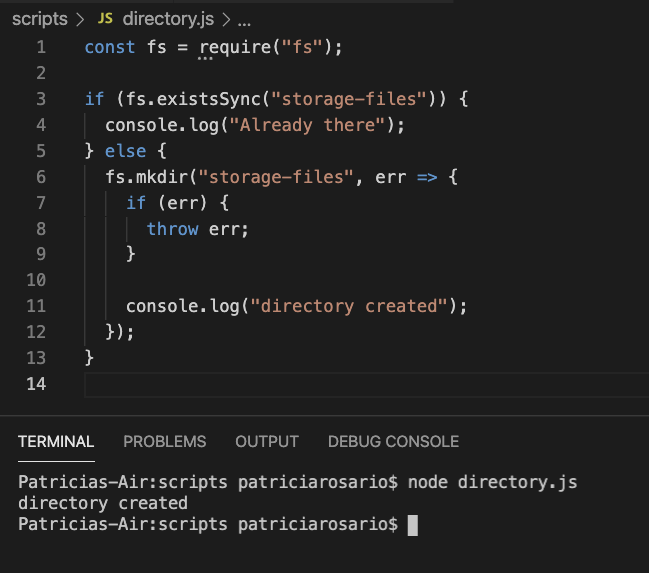 scripts > JS directory.js > ...
1 const fs = require("fs");
2
3 if (fs.existsSync("storage-files")) {
4   console.log("Already there");
5 } else {
6   fs.mkdir("storage-files", err => {
7     if (err) {
8       throw err;
9     }
10
11     console.log("directory created");
12   });
13 }
14
TERMINAL PROBLEMS OUTPUT DEBUG CONSOLE
Patricias-Air:scripts patriciarosario$ node directory.js
directory created
Patricias-Air:scripts patriciarosario$